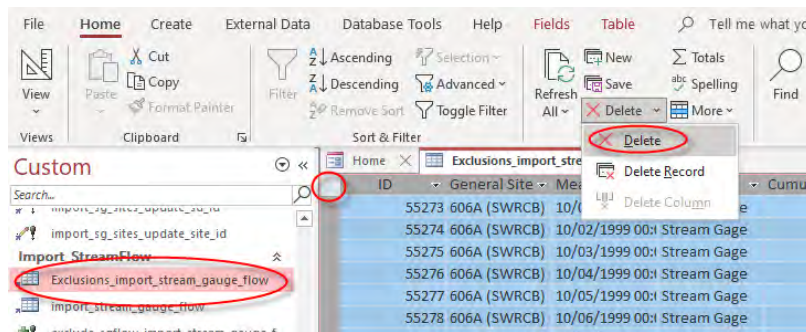 File Home Create External Data Database Tools Help Fields Table Tell me what yo
View Paste Cut Copy Format Painter Filter Ascending Descending Remove Sort Selection Advanced Toggle Filter Refresh All New Save Delete Totals abc Spelling More Find
Views Clipboard Sort & Filter
Delete
Delete Record
Delete Column
Custom
Search...
import_sg_sites_update_site_id
Import_StreamFlow
Exclusions_import_stream_gauge_flow
import_stream_gauge_flow
Home Exclusions_import_stre
ID General Site Mea Cumu
55273 606A (SWRCB) 10/0 e
55274 606A (SWRCB) 10/02/1999 00:( Stream Gage
55275 606A (SWRCB) 10/03/1999 00:( Stream Gage
55276 606A (SWRCB) 10/04/1999 00:( Stream Gage
55277 606A (SWRCB) 10/05/1999 00:( Stream Gage
55278 606A (SWRCB) 10/06/1999 00:( Stream Gage